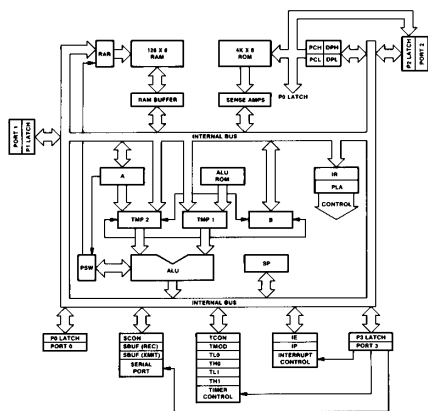 RAR
128 X 8
RAM
4K X 8
ROM
PCH
DPH
PCL
DPL
P2 LATCH
PORT 2
P0 LATCH
RAM BUFFER
SENSE AMPS
PORT 1
P1 LATCH
INTERNAL BUS
A
ALU
ROM
IR
PLA
CONTROL
TMP 2
TMP 1
B
PSW
ALU
SP
INTERNAL BUS
P0 LATCH
PORT 0
SCON
SBUF (REC)
SBUF (XMIT)
SERIAL
PORT
TCON
TMOD
TL0
TH0
TL1
TH1
TIMER
CONTROL
IE
IP
INTERRUPT
CONTROL
P3 LATCH
PORT 3